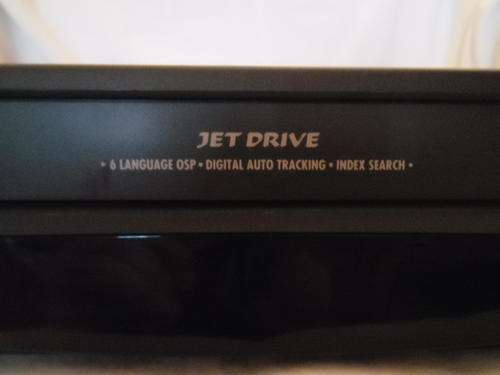 JET DRIVE
• 6 LANGUAGE OSP • DIGITAL AUTO TRACKING • INDEX SEARCH •